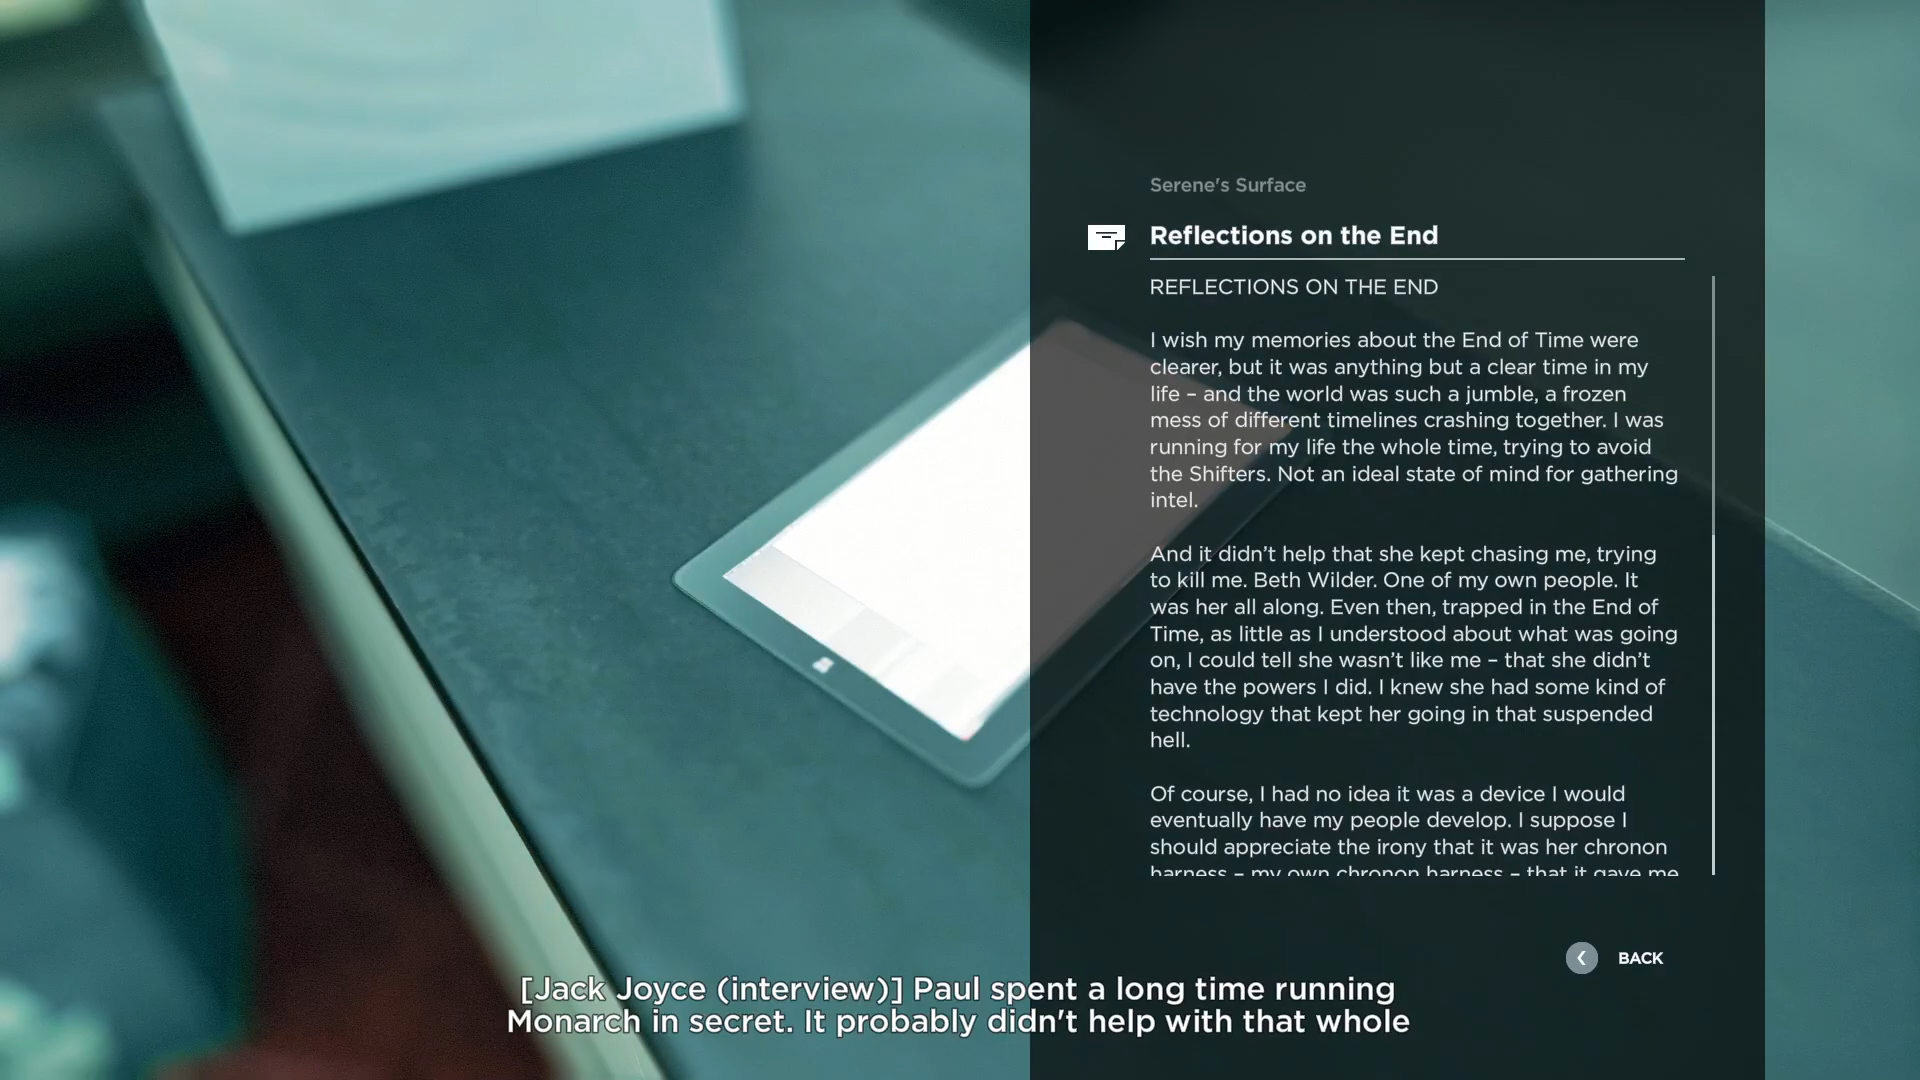 Serene's Surface
Reflections on the End
REFLECTIONS ON THE END
I wish my memories about the End of Time were
clearer, but it was anything but a clear time in my
life – and the world was such a jumble, a frozen
mess of different timelines crashing together. I was
running for my life the whole time, trying to avoid
the Shifters. Not an ideal state of mind for gathering
intel.
And it didn’t help that she kept chasing me, trying
to kill me. Beth Wilder. One of my own people. It
was her all along. Even then, trapped in the End of
Time, as little as I understood about what was going
on, I could tell she wasn’t like me – that she didn’t
have the powers I did. I knew she had some kind of
technology that kept her going in that suspended
hell.
Of course, I had no idea it was a device I would
eventually have my people develop. I suppose I
should appreciate the irony that it was her chronon
harness – my own chronon harness – that it gave me
BACK
[Jack Joyce (interview)] Paul spent a long time running
Monarch in secret. It probably didn't help with that whole